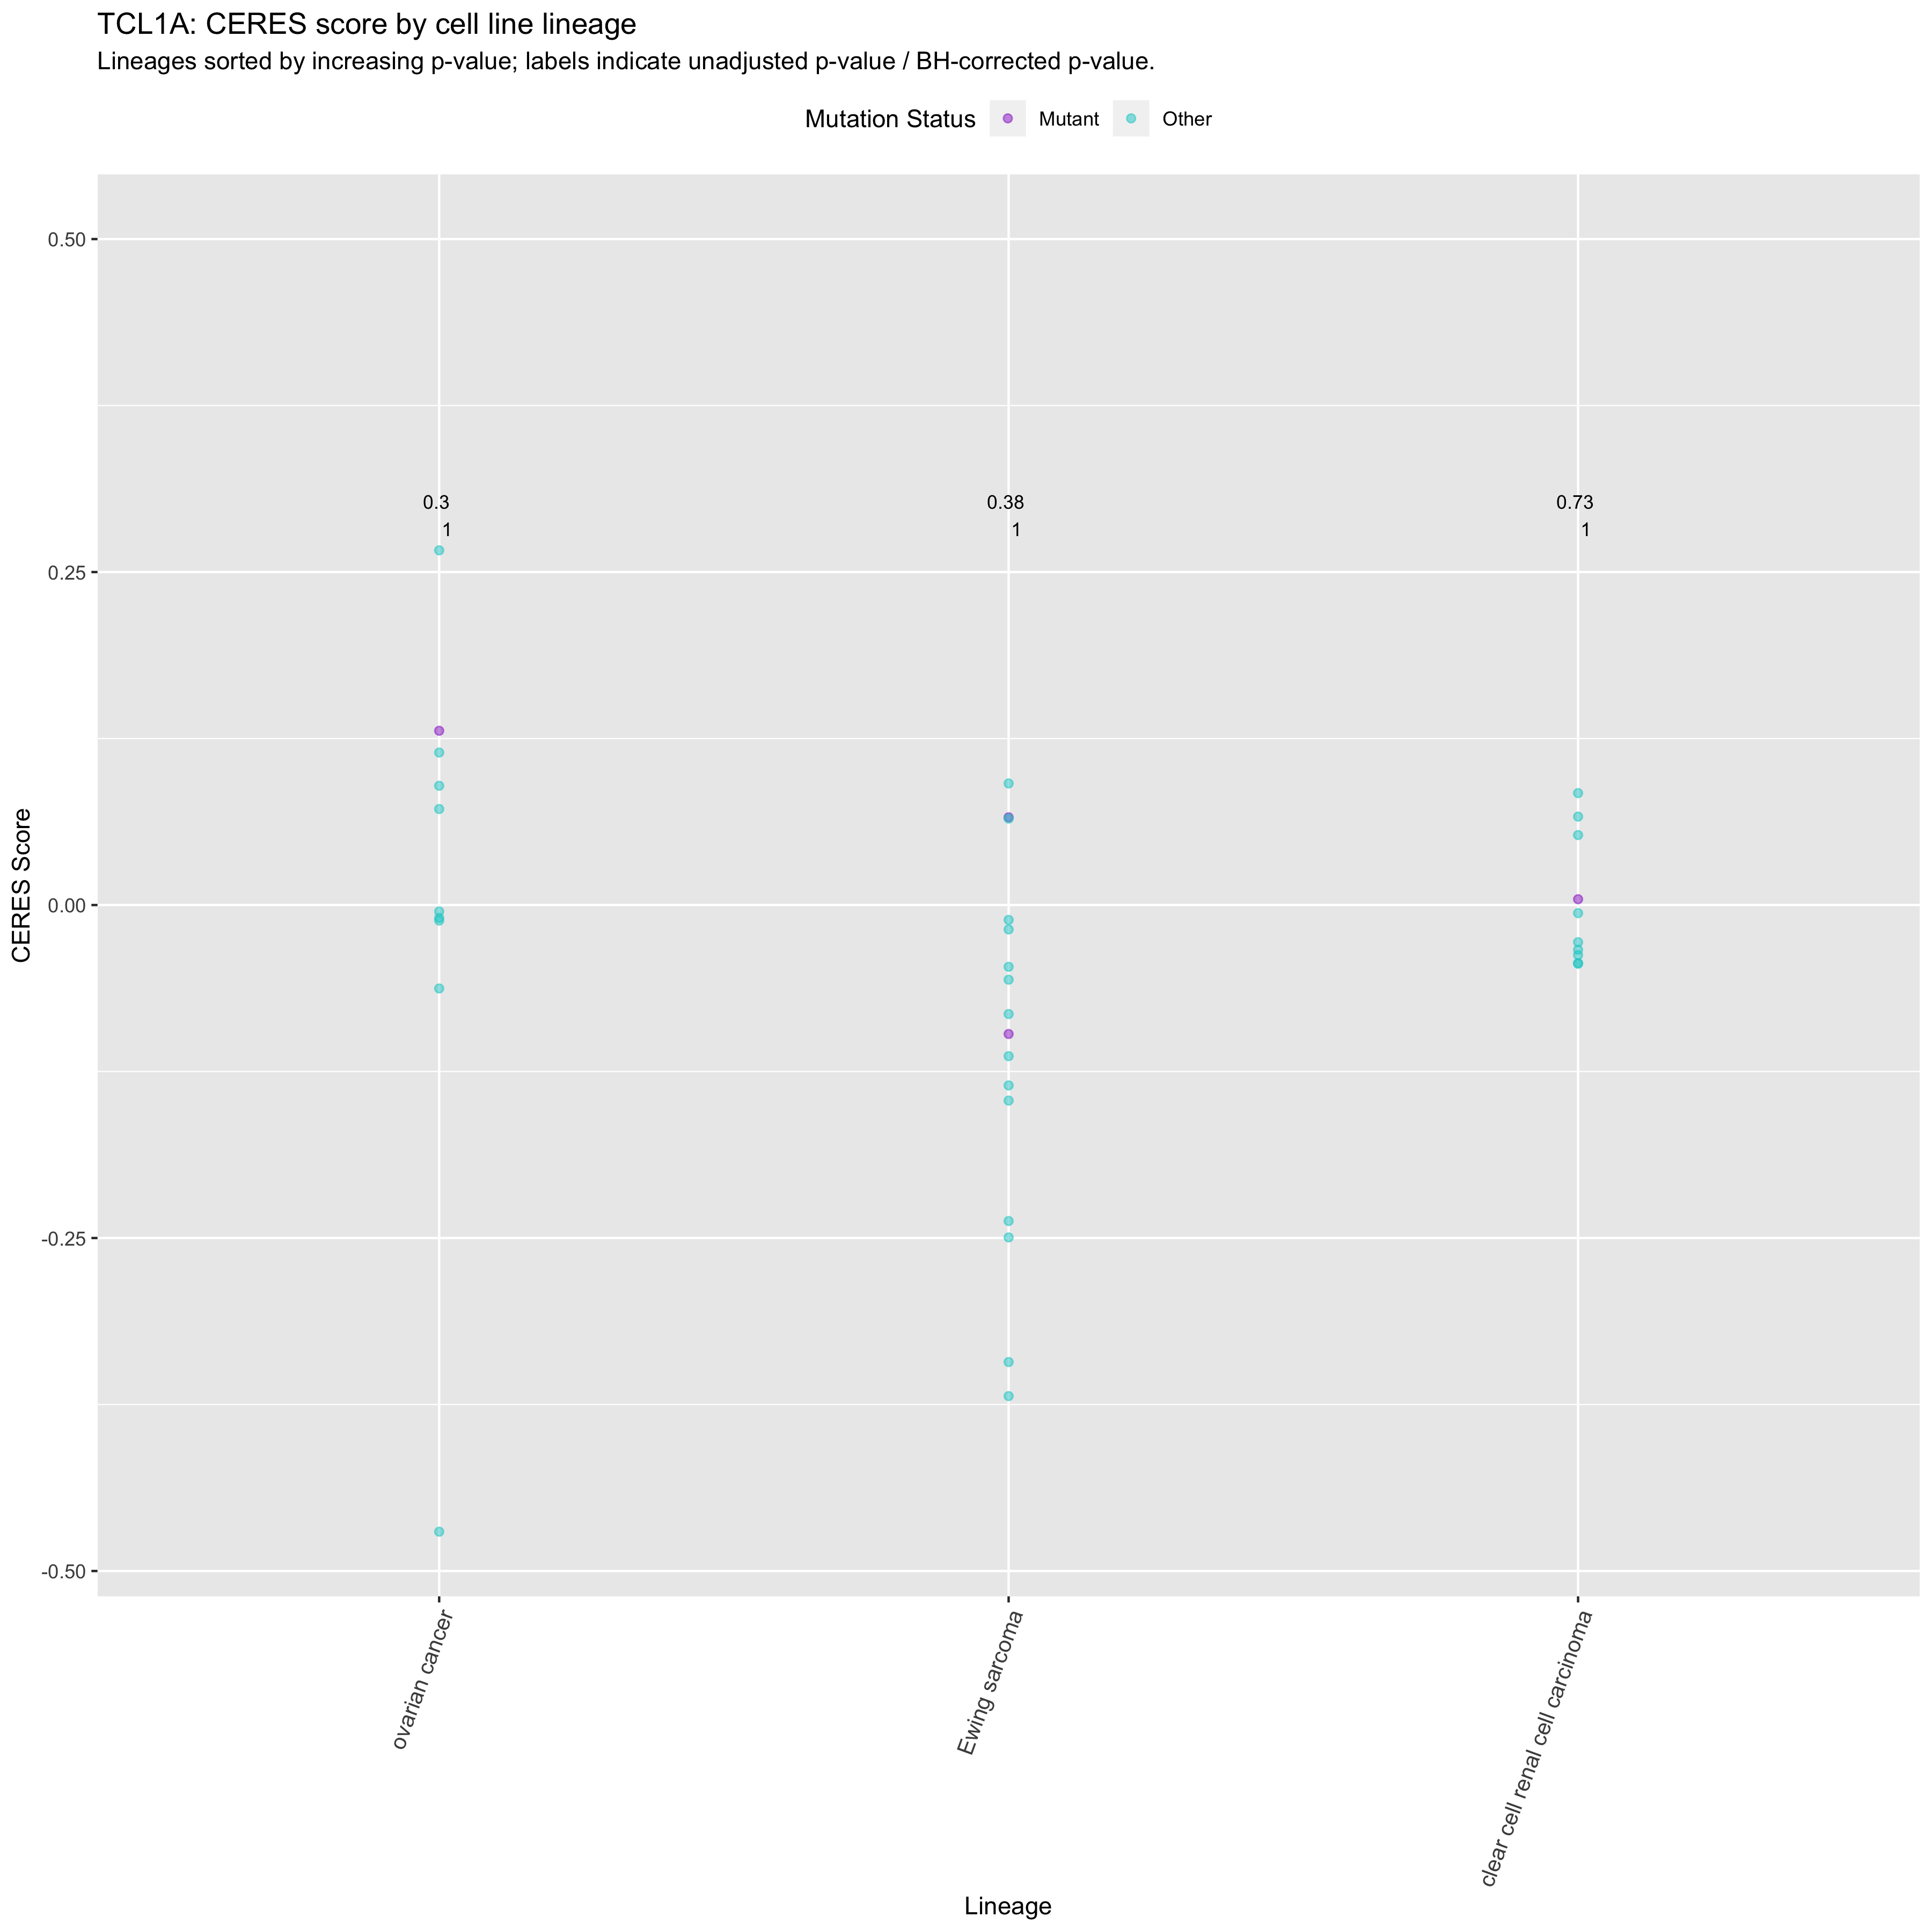 TCL1A: CERES score by cell line lineage
Lineages sorted by increasing p-value; labels indicate unadjusted p-value / BH-corrected p-value.
Mutation Status Mutant Other
0.50
0.3 0.38 0.73
1 1 1
0.25
0.00
CERES Score
-0.25
-0.50
ovarian cancer
Ewing sarcoma
clear cell renal cell carcinoma
Lineage